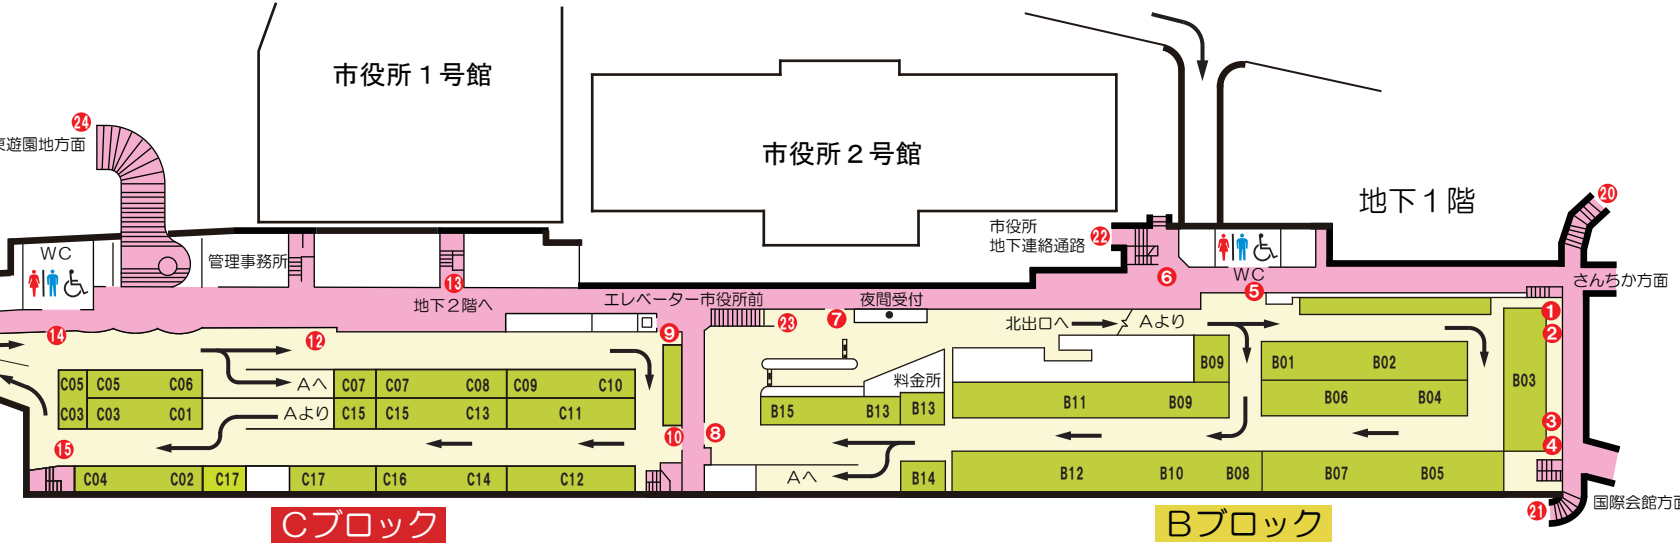 市役所１号館
市役所２号館
地下１階
24
遊園地方面
20
市役所
地下連絡通路
22
WC
管理事務所
13
地下２階へ
エレベーター市役所前
夜間受付
6
WC
5
さんちか方面
14
12
9
23
7
北出口へ
Aより
1
2
C05
C05
C06
Aへ
C07
C07
C08
C09
C10
料金所
B09
B01
B02
B03
C03
C03
C01
Aより
C15
C15
C13
C11
B15
B13
B13
B11
B09
B06
B04
3
4
15
10
8
C04
C02
C17
C17
C16
C14
C12
Aへ
B14
B12
B10
B08
B07
B05
21
国際会館方面
Cブロック
Bブロック